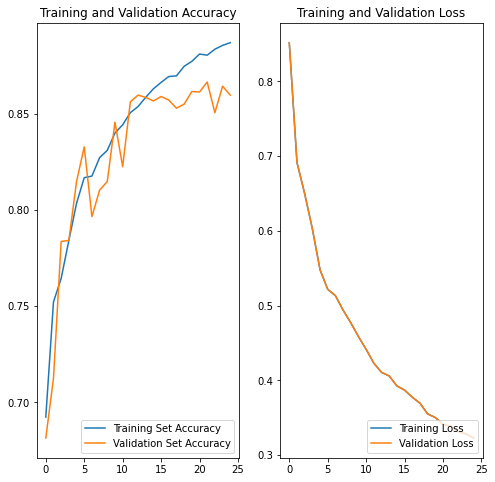 Training and Validation Accuracy
0.85
0.80
0.75
0.70
Training Set Accuracy
Validation Set Accuracy
0 5 10 15 20 25
Training and Validation Loss
0.8
0.7
0.6
0.5
0.4
0.3
Training Loss
Validation Loss
0 5 10 15 20 25